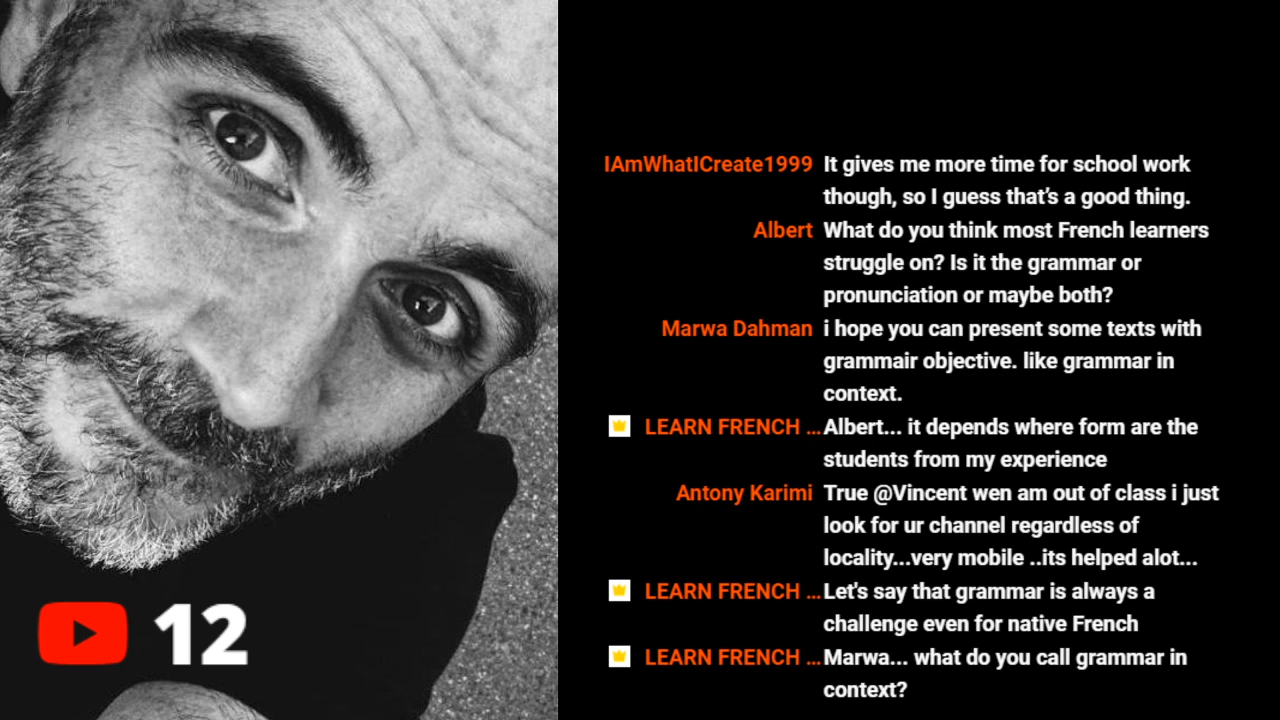 IAmWhatICreate1999 It gives me more time for school work
though, so I guess that's a good thing.
Albert What do you think most French learners
struggle on? Is it the grammar or
pronunciation or maybe both?
Marwa Dahman i hope you can present some texts with
grammair objective. like grammar in
context.
LEARN FRENCH ... Albert... it depends where form are the
students from my experience
Antony Karimi True @Vincent wen am out of class i just
look for ur channel regardless of
locality...very mobile ..its helped alot...
LEARN FRENCH ... Let's say that grammar is always a
challenge even for native French
LEARN FRENCH ... Marwa... what do you call grammar in
context?
12